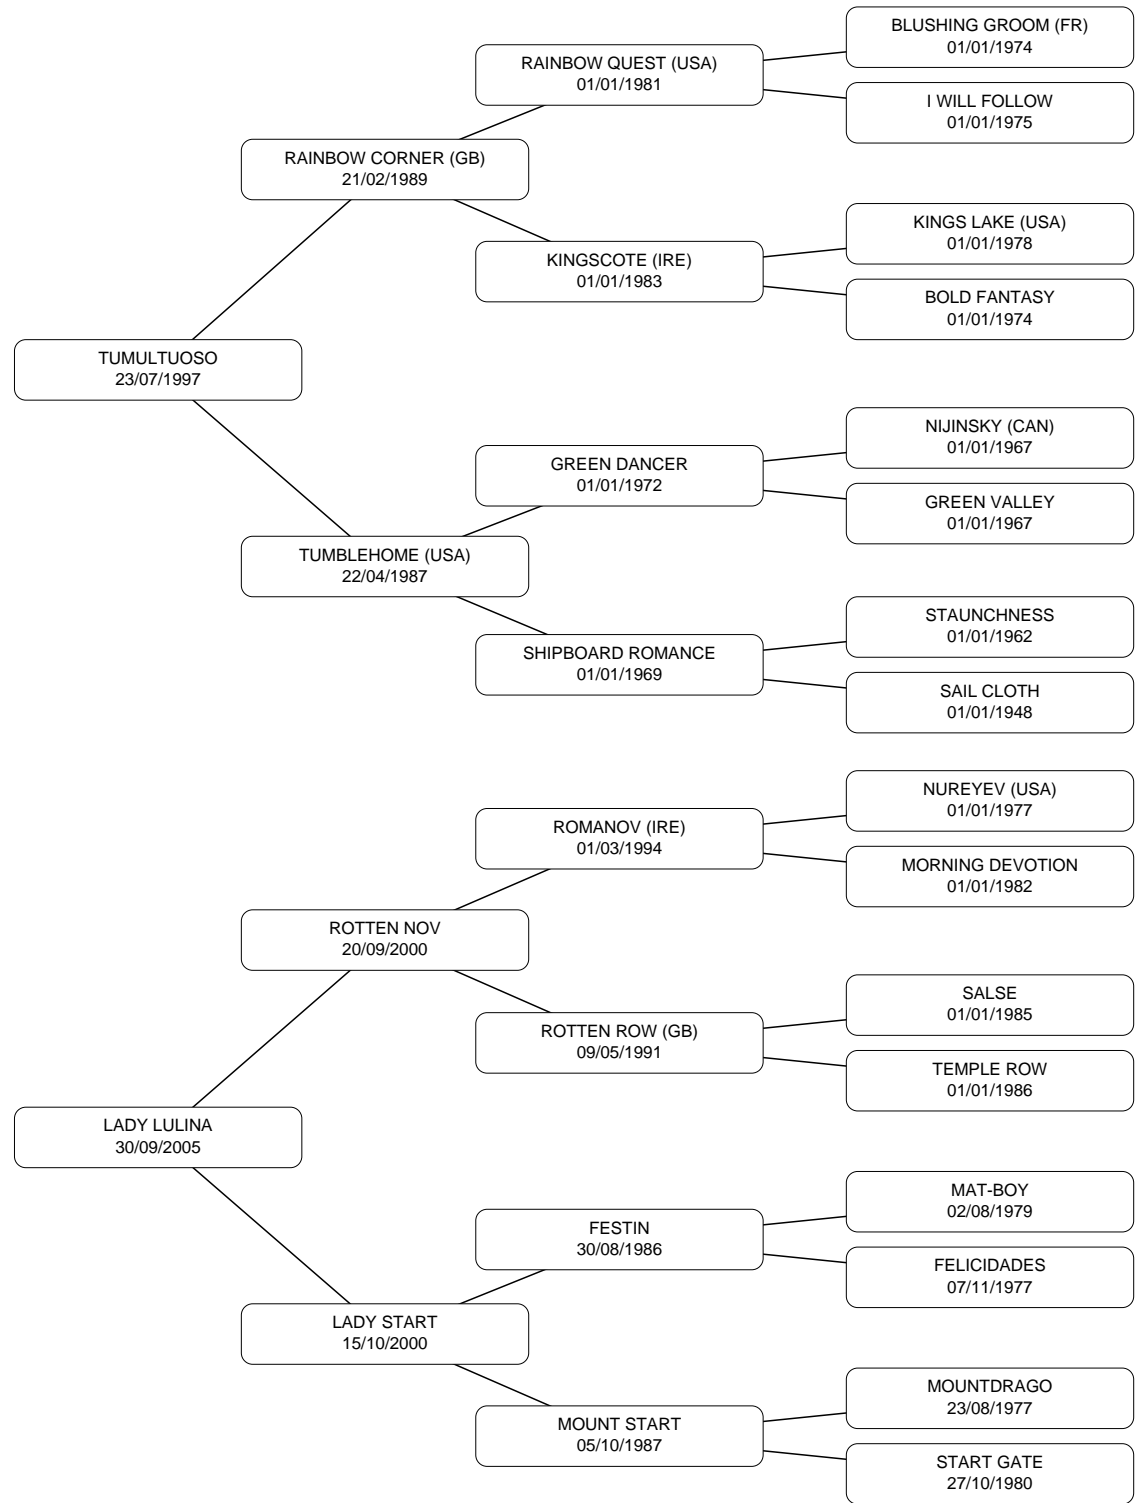 BLUSHING GROOM (FR)
01/01/1974
RAINBOW QUEST (USA)
01/01/1981
I WILL FOLLOW
01/01/1975
RAINBOW CORNER (GB)
21/02/1989
KINGS LAKE (USA)
01/01/1978
KINGSCOTE (IRE)
01/01/1983
BOLD FANTASY
01/01/1974
TUMULTUOSO
23/07/1997
NIJINSKY (CAN)
01/01/1967
GREEN DANCER
01/01/1972
GREEN VALLEY
01/01/1967
TUMBLEHOME (USA)
22/04/1987
STAUNCHNESS
01/01/1962
SHIPBOARD ROMANCE
01/01/1969
SAIL CLOTH
01/01/1948
NUREYEV (USA)
01/01/1977
ROMANOV (IRE)
01/03/1994
MORNING DEVOTION
01/01/1982
ROTTEN NOV
20/09/2000
SALSE
01/01/1985
ROTTEN ROW (GB)
09/05/1991
TEMPLE ROW
01/01/1986
LADY LULINA
30/09/2005
MAT-BOY
02/08/1979
FESTIN
30/08/1986
FELICIDADES
07/11/1977
LADY START
15/10/2000
MOUNTDRAGO
23/08/1977
MOUNT START
05/10/1987
START GATE
27/10/1980